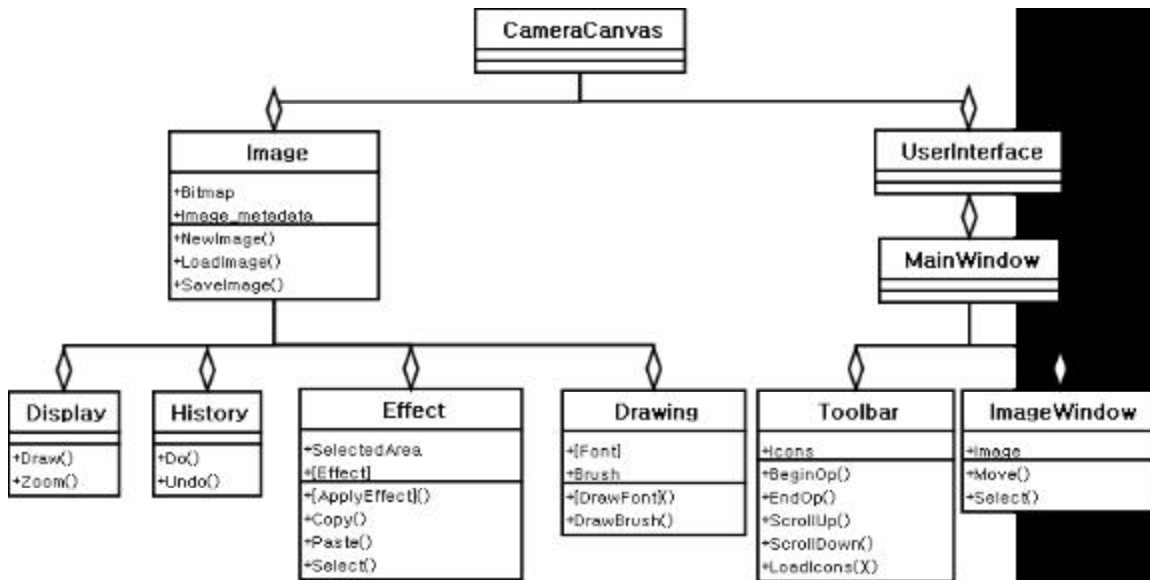 CameraCanvas
Image
+Bitmap
+Image_metadata
+NewImage()
+LoadImage()
+SaveImage()
UserInterface
MainWindow
Display
+Draw()
+Zoom()
History
+Do()
+Undo()
Effect
+SelectedArea
+[Effect]
+[ApplyEffect]()
+Copy()
+Paste()
+Select()
Drawing
+[Font]
+Brush
+[DrawFont]()
+DrawBrush()
Toolbar
+Icons
+BeginOp()
+EndOp()
+ScrollUp()
+ScrollDown()
+LoadIcons()()
ImageWindow
+Image
+Move()
+Select()